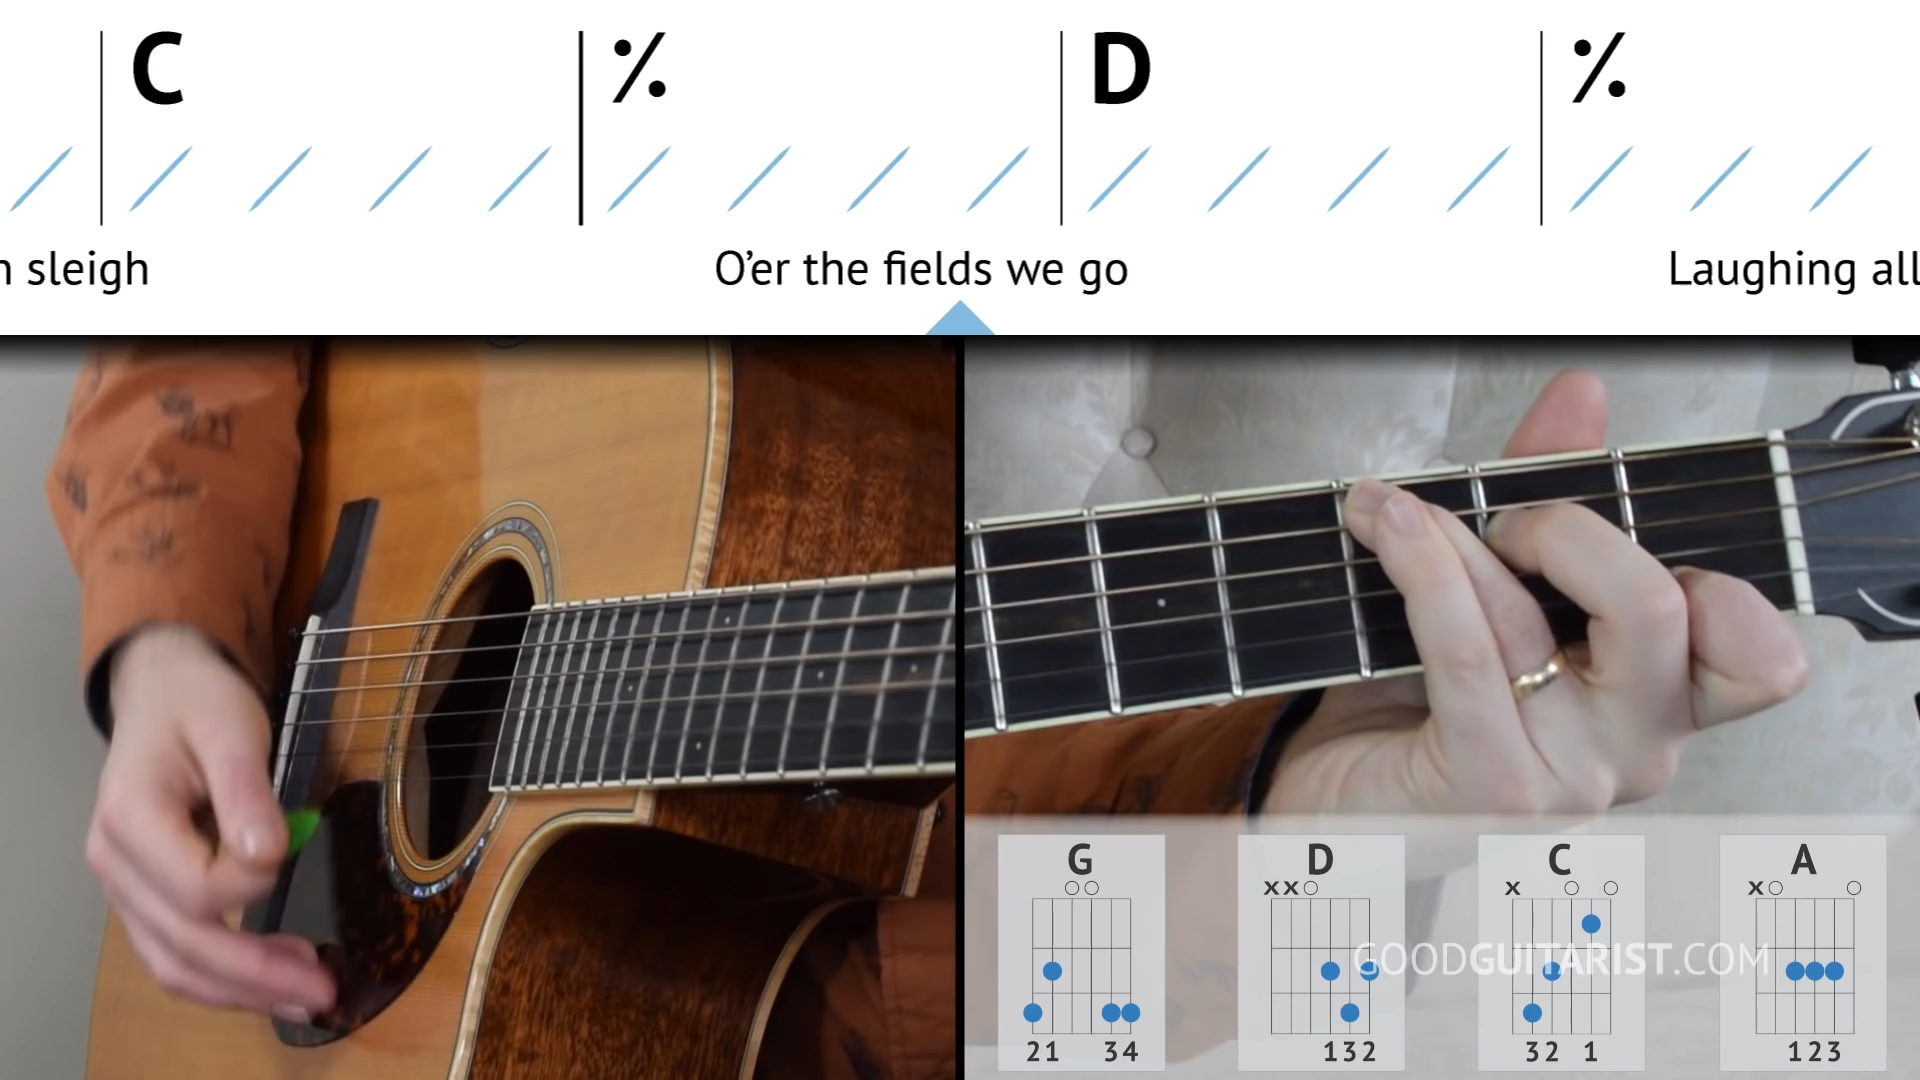 C % D %
n sleigh O’er the fields we go Laughing all
G D C A
x x x x
GOODGUITARIST.COM
21 34 132 32 1 123